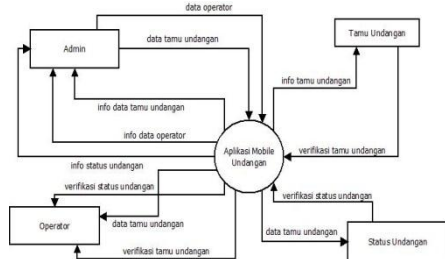 data operator
Admin
data tamu undangan
Tamu Undangan
info tamu undangan
info data tamu undangan
info data operator
Aplikasi Mobile
Undangan
verifikasi tamu undangan
info status undangan
verifikasi status undangan
verifikasi status undangan
Operator
data tamu undangan
data tamu undangan
Status Undangan
verifikasi tamu undangan